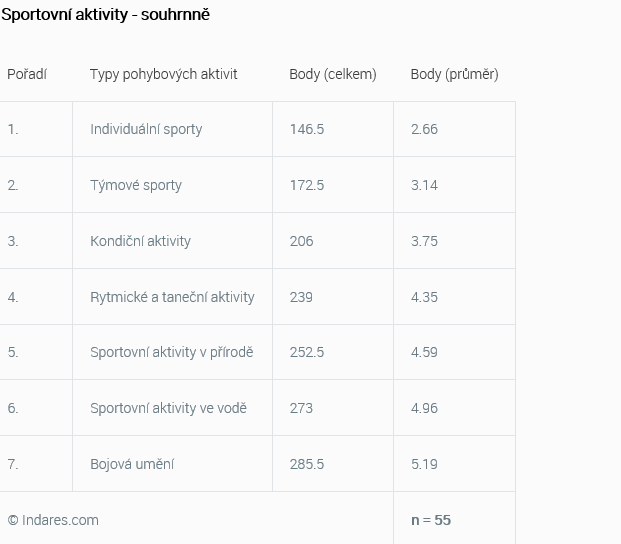 Sportovní aktivity - souhrnně
Pořadí Typy pohybových aktivit Body (celkem) Body (průměr)
1. Individuální sporty 146.5 2.66
2. Týmové sporty 172.5 3.14
3. Kondiční aktivity 206 3.75
4. Rytmické a taneční aktivity 239 4.35
5. Sportovní aktivity v přírodě 252.5 4.59
6. Sportovní aktivity ve vodě 273 4.96
7. Bojová umění 285.5 5.19
© Indares.com n = 55